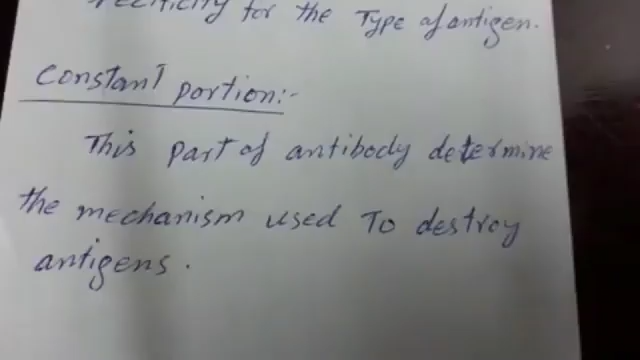 for the Type of antigen.
Constant portion:-
This part of antibody determine
the mechanism used To destroy
antigens.